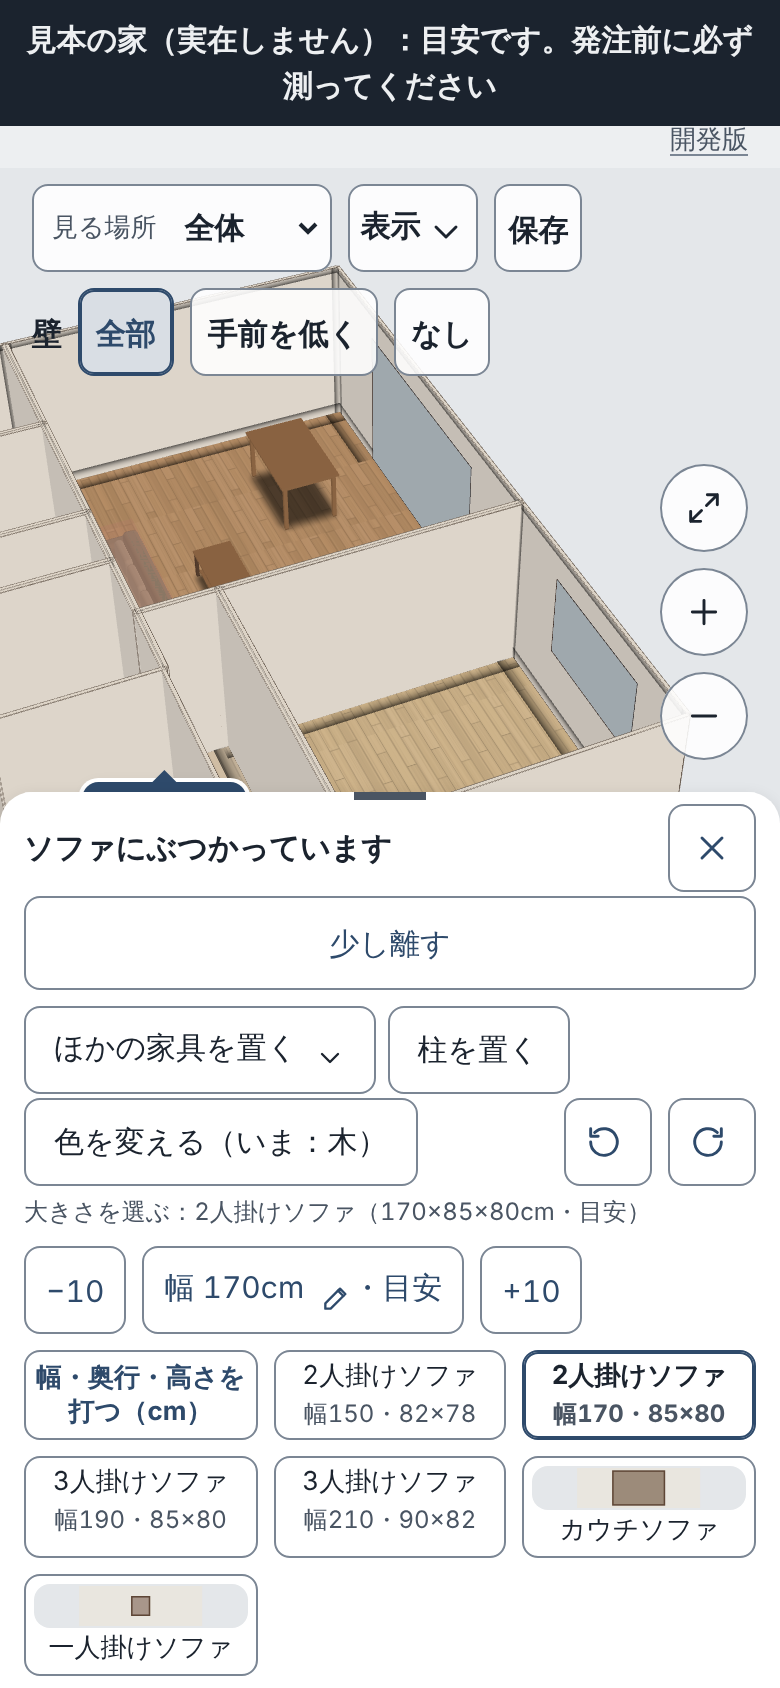 見本の家（実在しません）：目安です。発注前に必ず
測ってください
開発版
見る場所 全体
表示
保存
壁
全部
手前を低く
なし
ソファにぶつかっています
少し離す
ほかの家具を置く
柱を置く
色を変える（いま：木）
大きさを選ぶ：2人掛けソファ（170×85×80cm・目安）
−10
幅 170cm ・目安
+10
幅・奥行・高さを
打つ（cm）
2人掛けソファ
幅150・82×78
2人掛けソファ
幅170・85×80
3人掛けソファ
幅190・85×80
3人掛けソファ
幅210・90×82
カウチソファ
一人掛けソファ